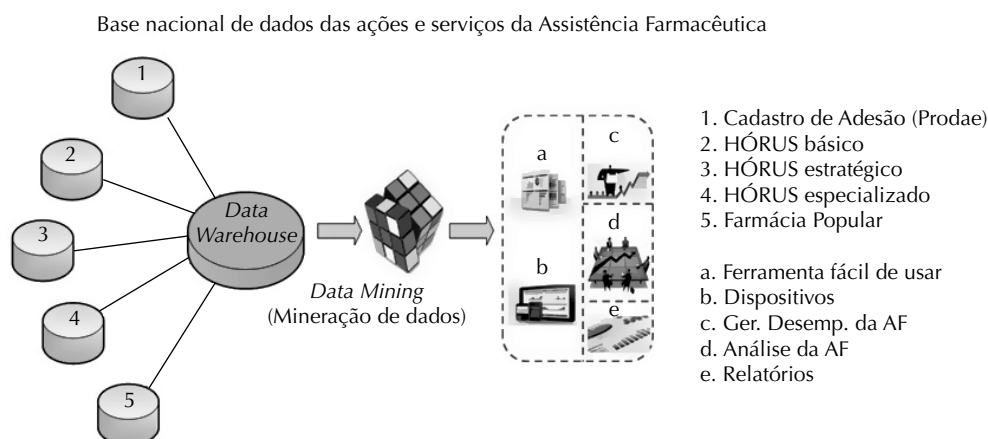 Base nacional de dados das ações e serviços da Assistência Farmacêutica
1
2
3
4
5
Data
Warehouse
Data Mining
(Mineração de dados)
a
b
c
d
e
1. Cadastro de Adesão (Prodae)
2. HÓRUS básico
3. HÓRUS estratégico
4. HÓRUS especializado
5. Farmácia Popular
a. Ferramenta fácil de usar
b. Dispositivos
c. Ger. Desemp. da AF
d. Análise da AF
e. Relatórios